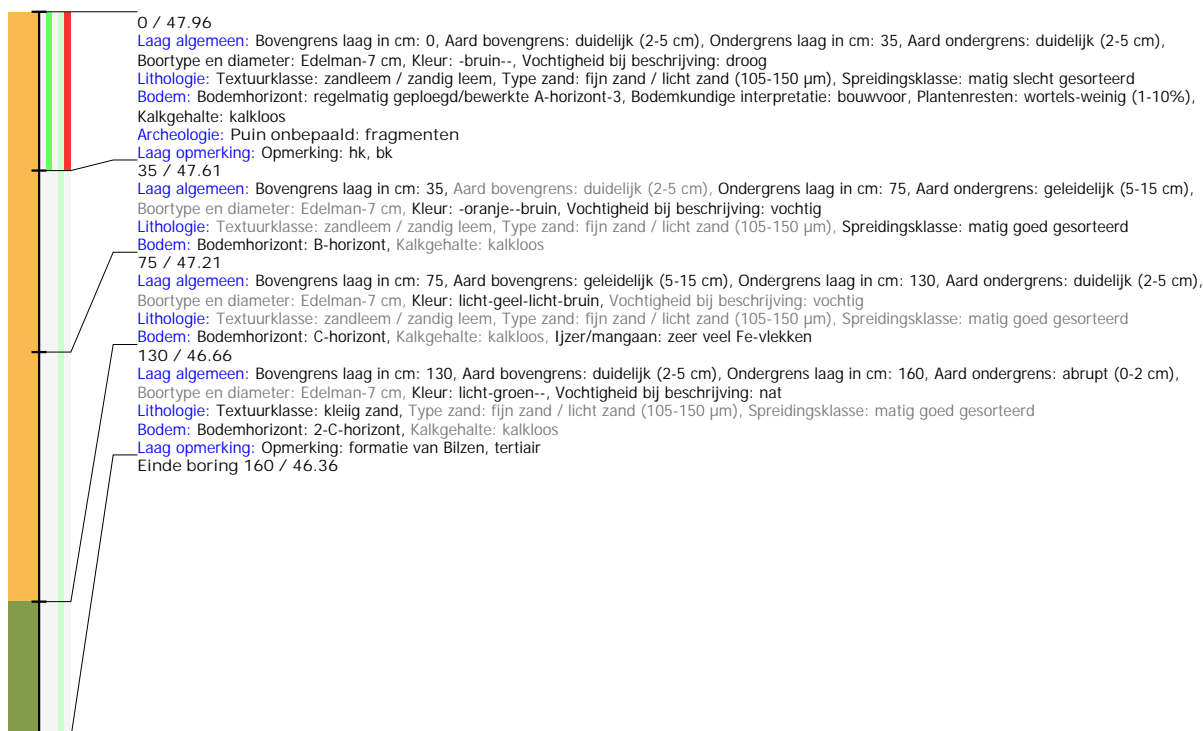 0 / 47.96
Laag algemeen: Bovengrens laag in cm: 0, Aard bovengrens: duidelijk (2-5 cm), Ondergrens laag in cm: 35, Aard ondergrens: duidelijk (2-5 cm),
Boortype en diameter: Edelman-7 cm, Kleur: -bruin--, Vochtigheid bij beschrijving: droog
Lithologie: Textuurklasse: zandleem / zandig leem, Type zand: fijn zand / licht zand (105-150 µm), Spreidingsklasse: matig slecht gesorteerd
Bodem: Bodemhorizont: regelmatig geploegd/bewerkte A-horizont-3, Bodemkundige interpretatie: bouwvoor, Plantenresten: wortels-weinig (1-10%),
Kalkgehalte: kalkloos
Archeologie: Puin onbepaald: fragmenten
Laag opmerking: Opmerking: hk, bk
35 / 47.61
Laag algemeen: Bovengrens laag in cm: 35, Aard bovengrens: duidelijk (2-5 cm), Ondergrens laag in cm: 75, Aard ondergrens: geleidelijk (5-15 cm),
Boortype en diameter: Edelman-7 cm, Kleur: -oranje--bruin, Vochtigheid bij beschrijving: vochtig
Lithologie: Textuurklasse: zandleem / zandig leem, Type zand: fijn zand / licht zand (105-150 µm), Spreidingsklasse: matig goed gesorteerd
Bodem: Bodemhorizont: B-horizont, Kalkgehalte: kalkloos
75 / 47.21
Laag algemeen: Bovengrens laag in cm: 75, Aard bovengrens: geleidelijk (5-15 cm), Ondergrens laag in cm: 130, Aard ondergrens: duidelijk (2-5 cm),
Boortype en diameter: Edelman-7 cm, Kleur: licht-geel-licht-bruin, Vochtigheid bij beschrijving: vochtig
Lithologie: Textuurklasse: zandleem / zandig leem, Type zand: fijn zand / licht zand (105-150 µm), Spreidingsklasse: matig goed gesorteerd
Bodem: Bodemhorizont: C-horizont, Kalkgehalte: kalkloos, Ijzer/mangaan: zeer veel Fe-vlekken
130 / 46.66
Laag algemeen: Bovengrens laag in cm: 130, Aard bovengrens: duidelijk (2-5 cm), Ondergrens laag in cm: 160, Aard ondergrens: abrupt (0-2 cm),
Boortype en diameter: Edelman-7 cm, Kleur: licht-groen--, Vochtigheid bij beschrijving: nat
Lithologie: Textuurklasse: kleiig zand, Type zand: fijn zand / licht zand (105-150 µm), Spreidingsklasse: matig goed gesorteerd
Bodem: Bodemhorizont: 2-C-horizont, Kalkgehalte: kalkloos
Laag opmerking: Opmerking: formatie van Bilzen, tertiair
Einde boring 160 / 46.36